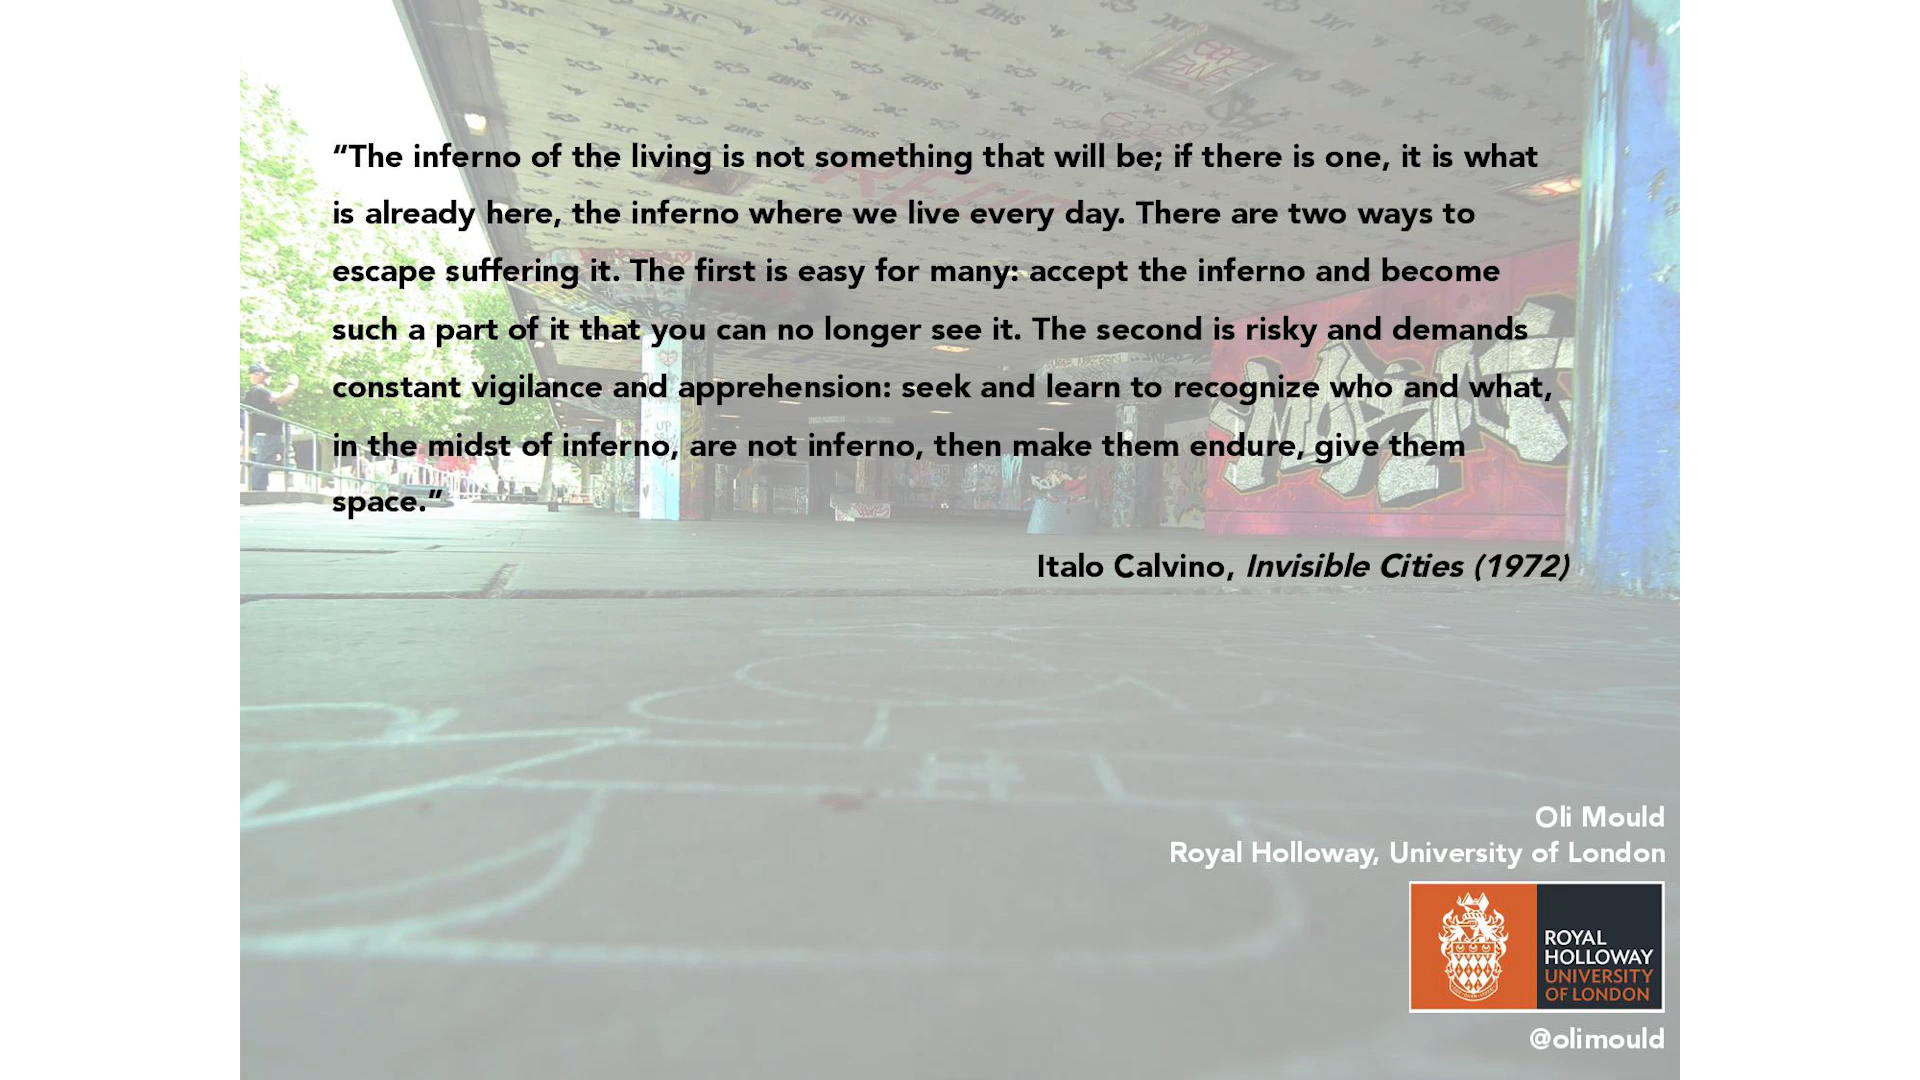 “The inferno of the living is not something that will be; if there is one, it is what
is already here, the inferno where we live every day. There are two ways to
escape suffering it. The first is easy for many: accept the inferno and become
such a part of it that you can no longer see it. The second is risky and demands
constant vigilance and apprehension: seek and learn to recognize who and what,
in the midst of inferno, are not inferno, then make them endure, give them
space.”
Italo Calvino, Invisible Cities (1972)
Oli Mould
Royal Holloway, University of London
ROYAL
HOLLOWAY
UNIVERSITY
OF LONDON
@olimould